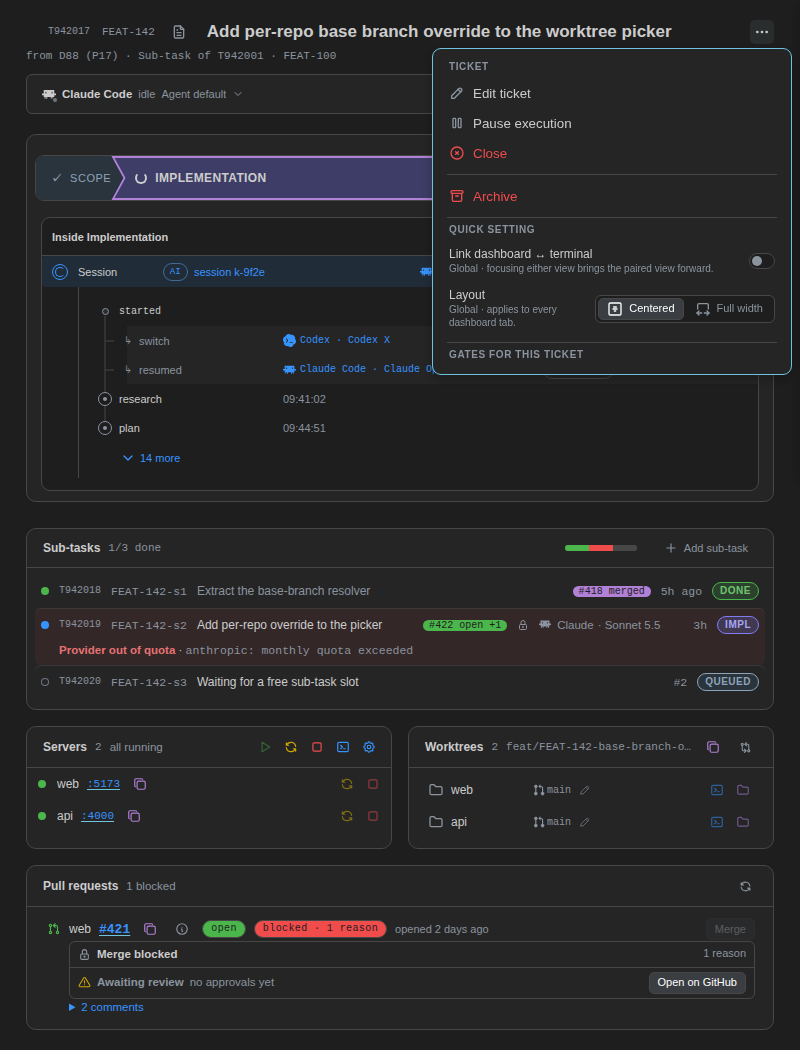 T942017 FEAT-142 Add per-repo base branch override to the worktree picker
from D88 (P17) · Sub-task of T942001 · FEAT-100
Claude Code idle Agent default
TICKET
Edit ticket
Pause execution
Close
Archive
QUICK SETTING
Link dashboard ↔ terminal
Global · focusing either view brings the paired view forward.
Layout
Global · applies to every
dashboard tab.
Centered Full width
GATES FOR THIS TICKET
SCOPE IMPLEMENTATION
Inside Implementation
Session AI session k-9f2e
started
↳ switch Codex · Codex X
↳ resumed Claude Code · Claude
research 09:41:02
plan 09:44:51
14 more
Sub-tasks 1/3 done + Add sub-task
T942018 FEAT-142-s1 Extract the base-branch resolver #418 merged 5h ago DONE
T942019 FEAT-142-s2 Add per-repo override to the picker #422 open +1 Claude · Sonnet 5.5 3h IMPL
Provider out of quota · anthropic: monthly quota exceeded
T942020 FEAT-142-s3 Waiting for a free sub-task slot #2 QUEUED
Servers 2 all running
web :5173
api :4000
Worktrees 2 feat/FEAT-142-base-branch-o…
web main
api main
Pull requests 1 blocked
web #421 open blocked · 1 reason opened 2 days ago Merge
Merge blocked 1 reason
Awaiting review no approvals yet Open on GitHub
2 comments